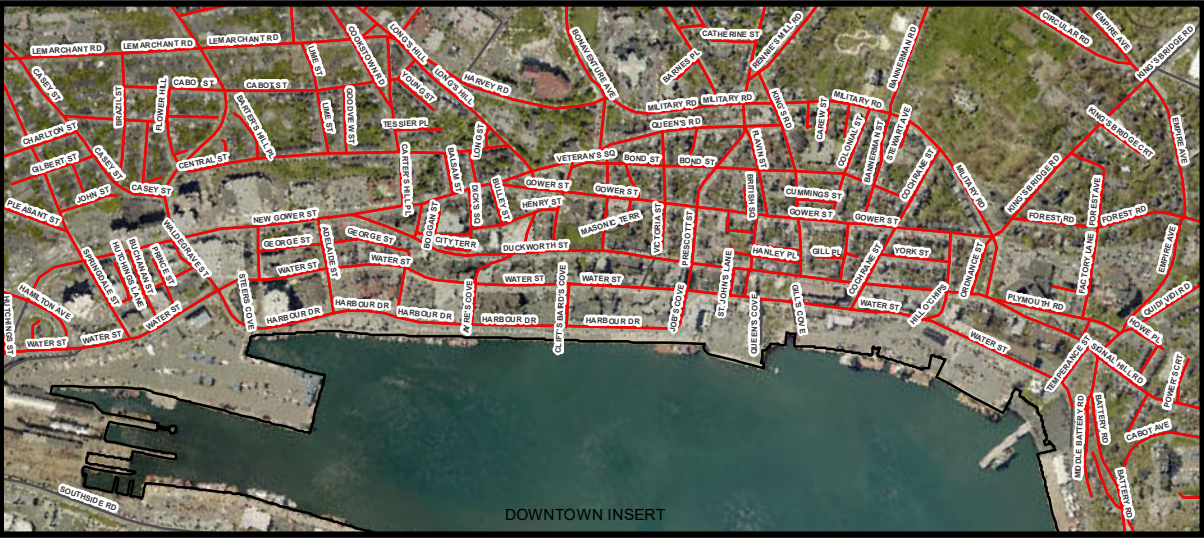 LEMARCHANT RD
LEMARCHANT RD
LEMARCHANT RD
COOKSTOWN RD
LONG'S HILL
LONG'S HILL
HARVEY RD
YOUNG ST
BONAVENTURE AVE
CATHERINE ST
BARNES PL
RENNIE'S MILL RD
BANNERMAN RD
CIRCULAR RD
EMPIRE AVE
KING'S BRIDGE RD
CASEY ST
BRAZIL ST
FLOWER HILL
CABOT ST
CABOT ST
LIME ST
LIME ST
GOODVIEW ST
BARTER'S HILL PL
TESSIER PL
MILITARY RD
MILITARY RD
MILITARY RD
KING'S RD
QUEEN'S RD
CAREW ST
COLONIAL ST
BANNERMAN ST
STEWART AVE
COCHRANE ST
KING'S BRIDGE CRT
EMPIRE AVE
CHARLTON ST
GILBERT ST
CASEY ST
JOHN ST
CASEY ST
CENTRAL ST
CARTER'S HILL PL
BALSAM ST
LONG ST
DICK'S SQ
BULLEY ST
VETERAN'S SQ
BOND ST
BOND ST
FLAVIN ST
BRITISH SQ
GOWER ST
GOWER ST
HENRY ST
CUMMINGS ST
GOWER ST
GOWER ST
MILITARY RD
KING'S BRIDGE RD
FOREST RD
FOREST AVE
FOREST RD
EMPIRE AVE
PLEASANT ST
NEW GOWER ST
WALDEGRAVE ST
GEORGE ST
GEORGE ST
ADELAIDE ST
BOGGAN ST
CITY TERR
DUCKWORTH ST
MASONIC TERR
VICTORIA ST
PRESCOTT ST
HANLEY PL
GILL PL
YORK ST
COCHRANE ST
ORDNANCE ST
FACTORY LANE
SPRINGDALE ST
HUTCHINGS LANE
BUCHANAN ST
PRINCE ST
WATER ST
WATER ST
WATER ST
WATER ST
ST. JOHN'S LANE
WATER ST
HILL O'CHIPS
PLYMOUTH RD
QUIDI VIDI RD
HUTCHINGS ST
HAMILTON AVE
WATER ST
WATER ST
WATER ST
STEERS COVE
HARBOUR DR
HARBOUR DR
HARBOUR DR
AYRE'S COVE
HARBOUR DR
CLIFT'S BAIRD'S COVE
HARBOUR DR
JOB'S COVE
QUEEN'S COVE
GILL'S COVE
WATER ST
TEMPERANCE ST
SIGNAL HILL RD
HOWE PL
POWER'S CRT
MIDDLE BATTERY RD
BATTERY RD
CABOT AVE
BATTERY RD
SOUTHSIDE RD
DOWNTOWN INSERT